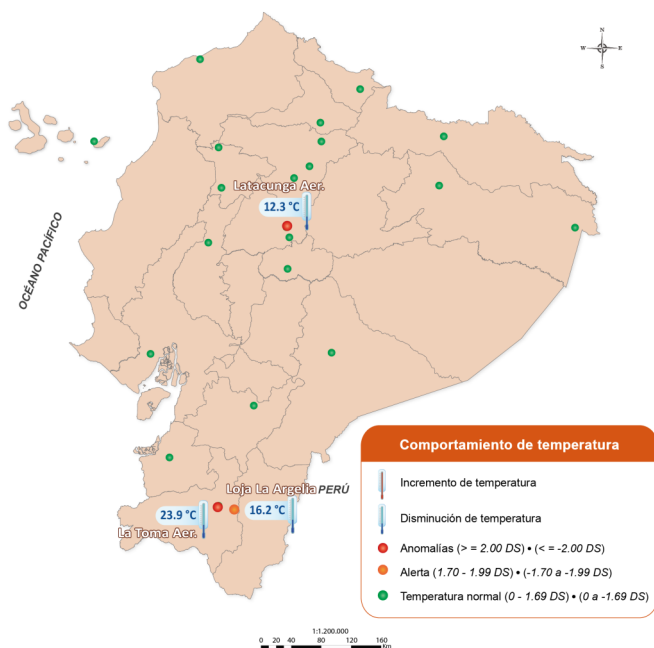 N
W E
S
OCÉANO PACÍFICO
Latacunga Aer.
12.3 °C
Loja La Argelia
PERÚ
23.9 °C
16.2 °C
La Toma Aer.
Comportamiento de temperatura
Incremento de temperatura
Disminución de temperatura
Anomalías (> = 2.00 DS) • (< = -2.00 DS)
Alerta (1.70 - 1.99 DS) • (-1.70 a -1.99 DS)
Temperatura normal (0 - 1.69 DS) • (0 a -1.69 DS)
1:1.200.000
0 20 40 80 120 160
Km